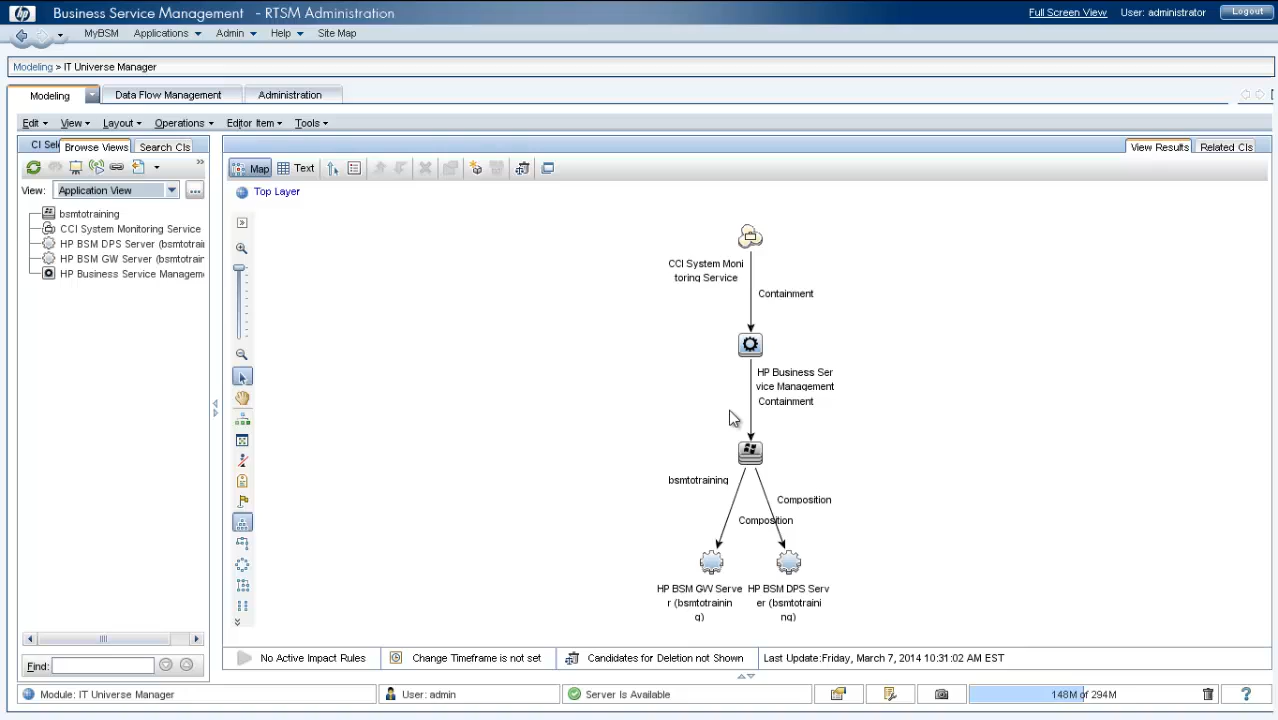 hp Business Service Management - RTSM Administration
Full Screen View User: administrator Logout
MyBSM Applications Admin Help Site Map
Modeling > IT Universe Manager
Modeling Data Flow Management Administration
Edit View Layout Operations Editor Item Tools
CI Sel Browse Views Search CIs
View Results Related CIs
Map Text
View: Application View ...
Top Layer
bsmtotraining
CCI System Monitoring Service
HP BSM DPS Server (bsmtotraini
HP BSM GW Server (bsmtotrain
HP Business Service Managem
CCI System Moni
toring Service
Containment
HP Business Ser
vice Management
Containment
bsmtotraining
Composition
Composition
HP BSM GW Serve
r (bsmtotrainin
g)
HP BSM DPS Serv
er (bsmtotraini
ng)
Find:
No Active Impact Rules Change Timeframe is not set Candidates for Deletion not Shown Last Update:Friday, March 7, 2014 10:31:02 AM EST
Module: IT Universe Manager User: admin Server Is Available 148M of 294M ?